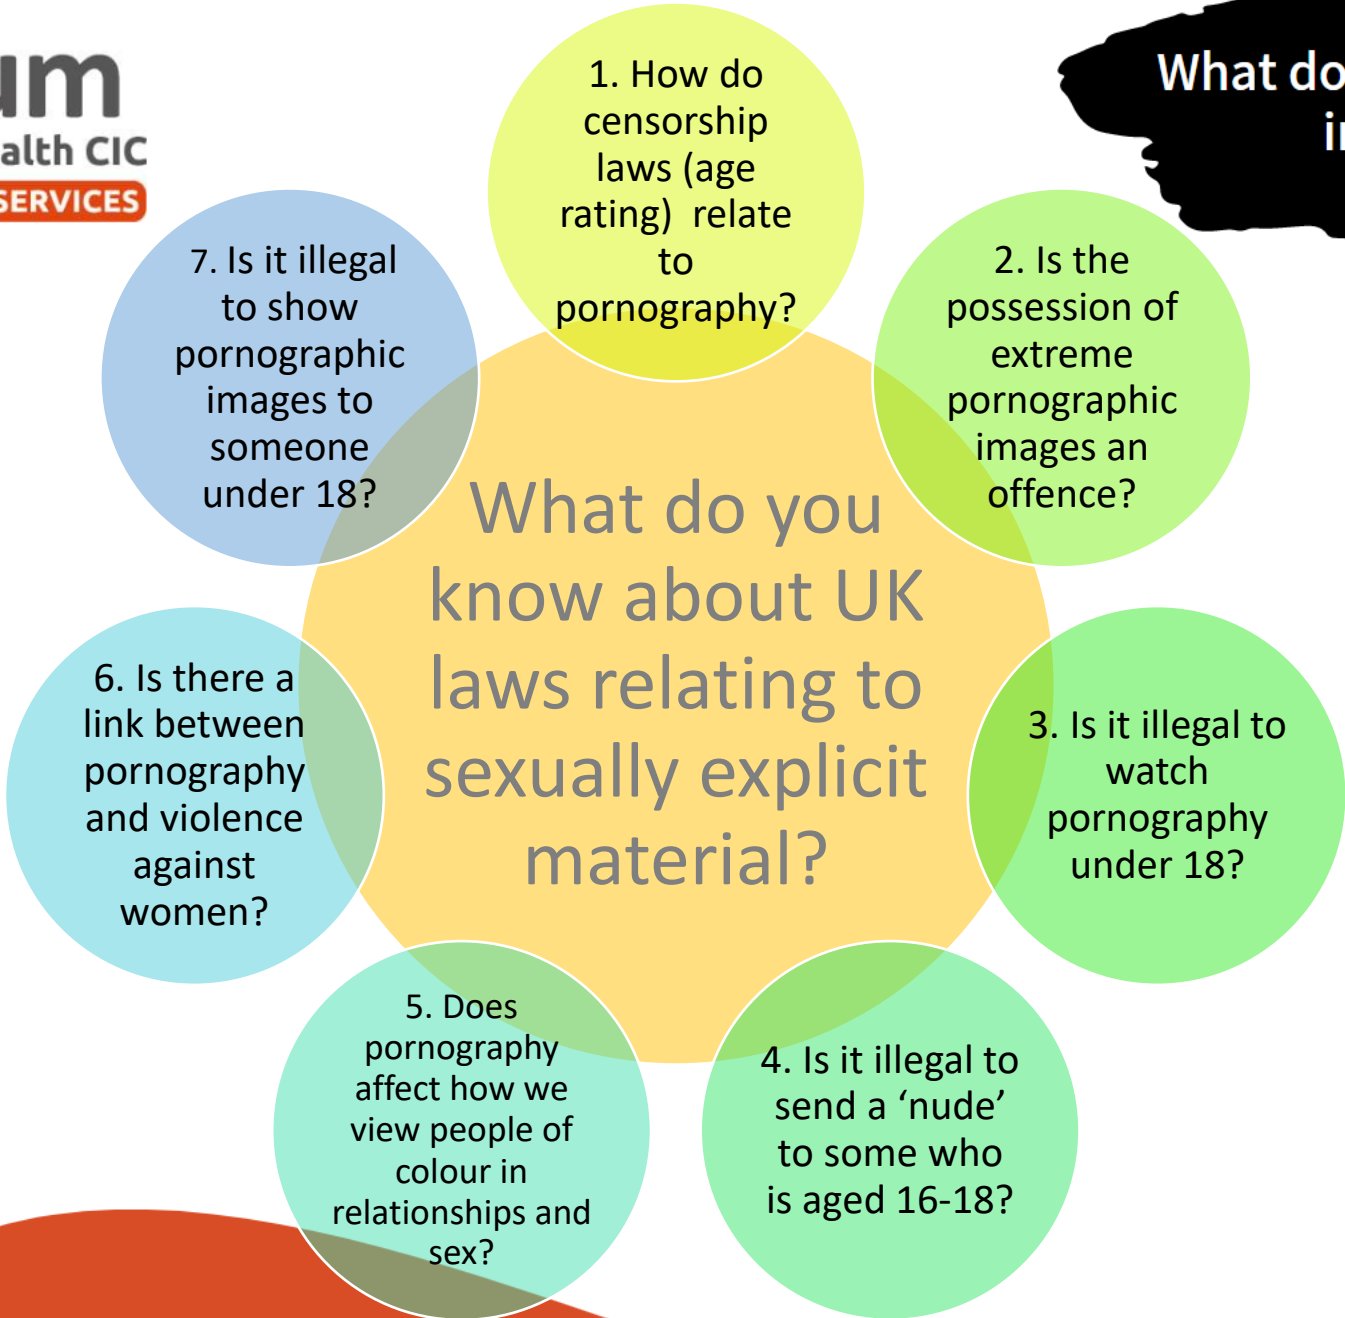 um
alth CIC
SERVICES
What do
in
1. How do
censorship
laws (age
rating) relate
to
pornography?
2. Is the
possession of
extreme
pornographic
images an
offence?
3. Is it illegal to
watch
pornography
under 18?
4. Is it illegal to
send a ‘nude’
to some who
is aged 16-18?
5. Does
pornography
affect how we
view people of
colour in
relationships and
sex?
6. Is there a
link between
pornography
and violence
against
women?
7. Is it illegal
to show
pornographic
images to
someone
under 18?
What do you
know about UK
laws relating to
sexually explicit
material?